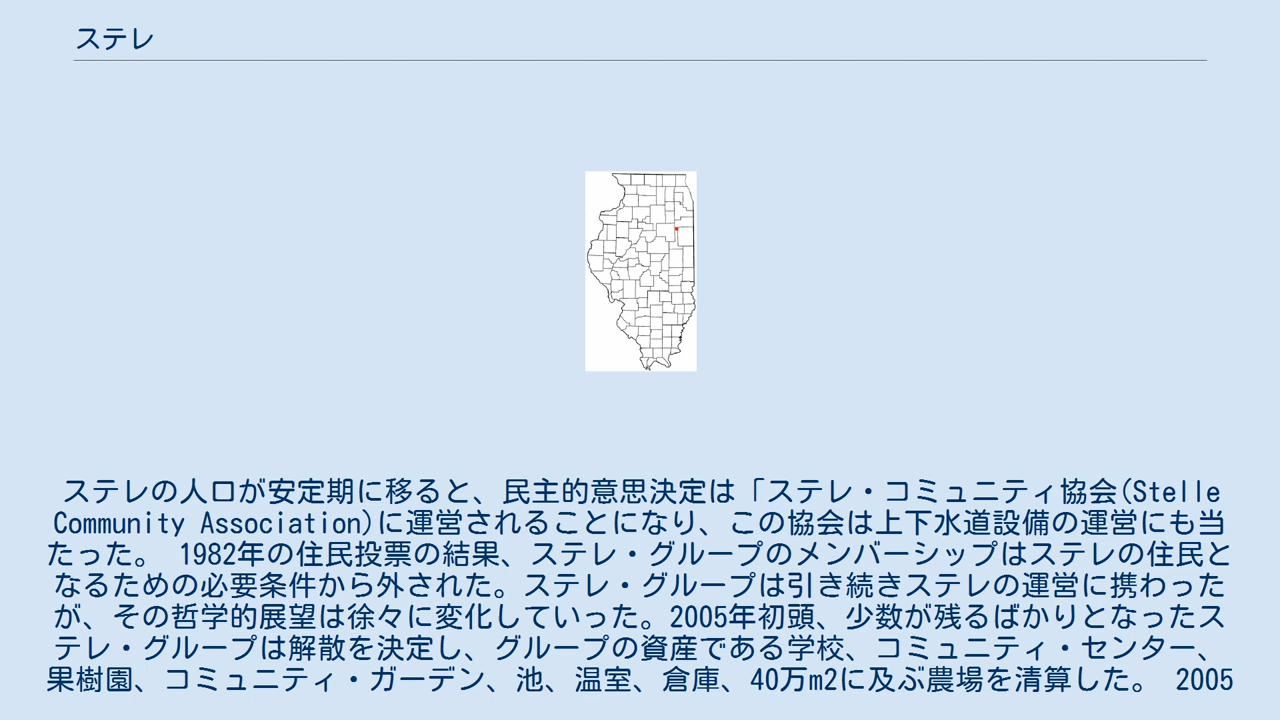 ステレ
ステレの人口が安定期に移ると、民主的意思決定は「ステレ・コミュニティ協会(Stelle
Community Association)に運営されることになり、この協会は上下水道設備の運営にも当
たった。 1982年の住民投票の結果、ステレ・グループのメンバーシップはステレの住民と
なるための必要条件から外された。ステレ・グループは引き続きステレの運営に携わった
が、その哲学的展望は徐々に変化していった。2005年初頭、少数が残るばかりとなったス
テレ・グループは解散を決定し、グループの資産である学校、コミュニティ・センター、
果樹園、コミュニティ・ガーデン、池、温室、倉庫、40万m2に及ぶ農場を清算した。 2005